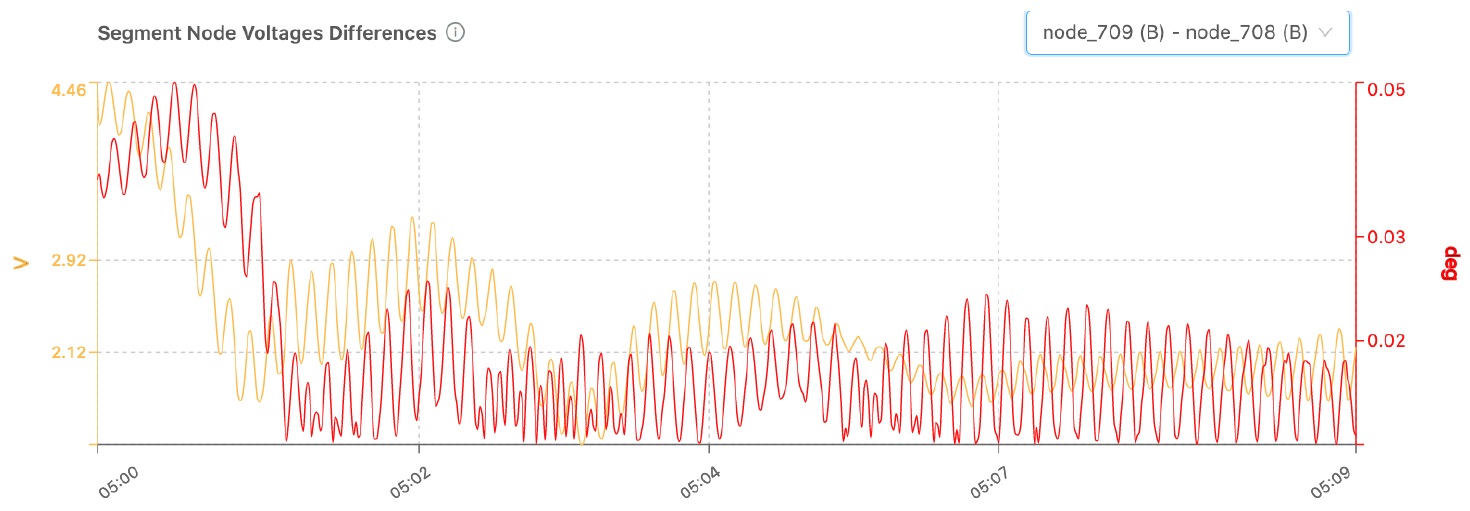 Segment Node Voltages Differences
node_709 (B) - node_708 (B)
4.46
2.92
2.12
V
0.05
0.03
0.02
deg
05:00
05:02
05:04
05:07
05:09